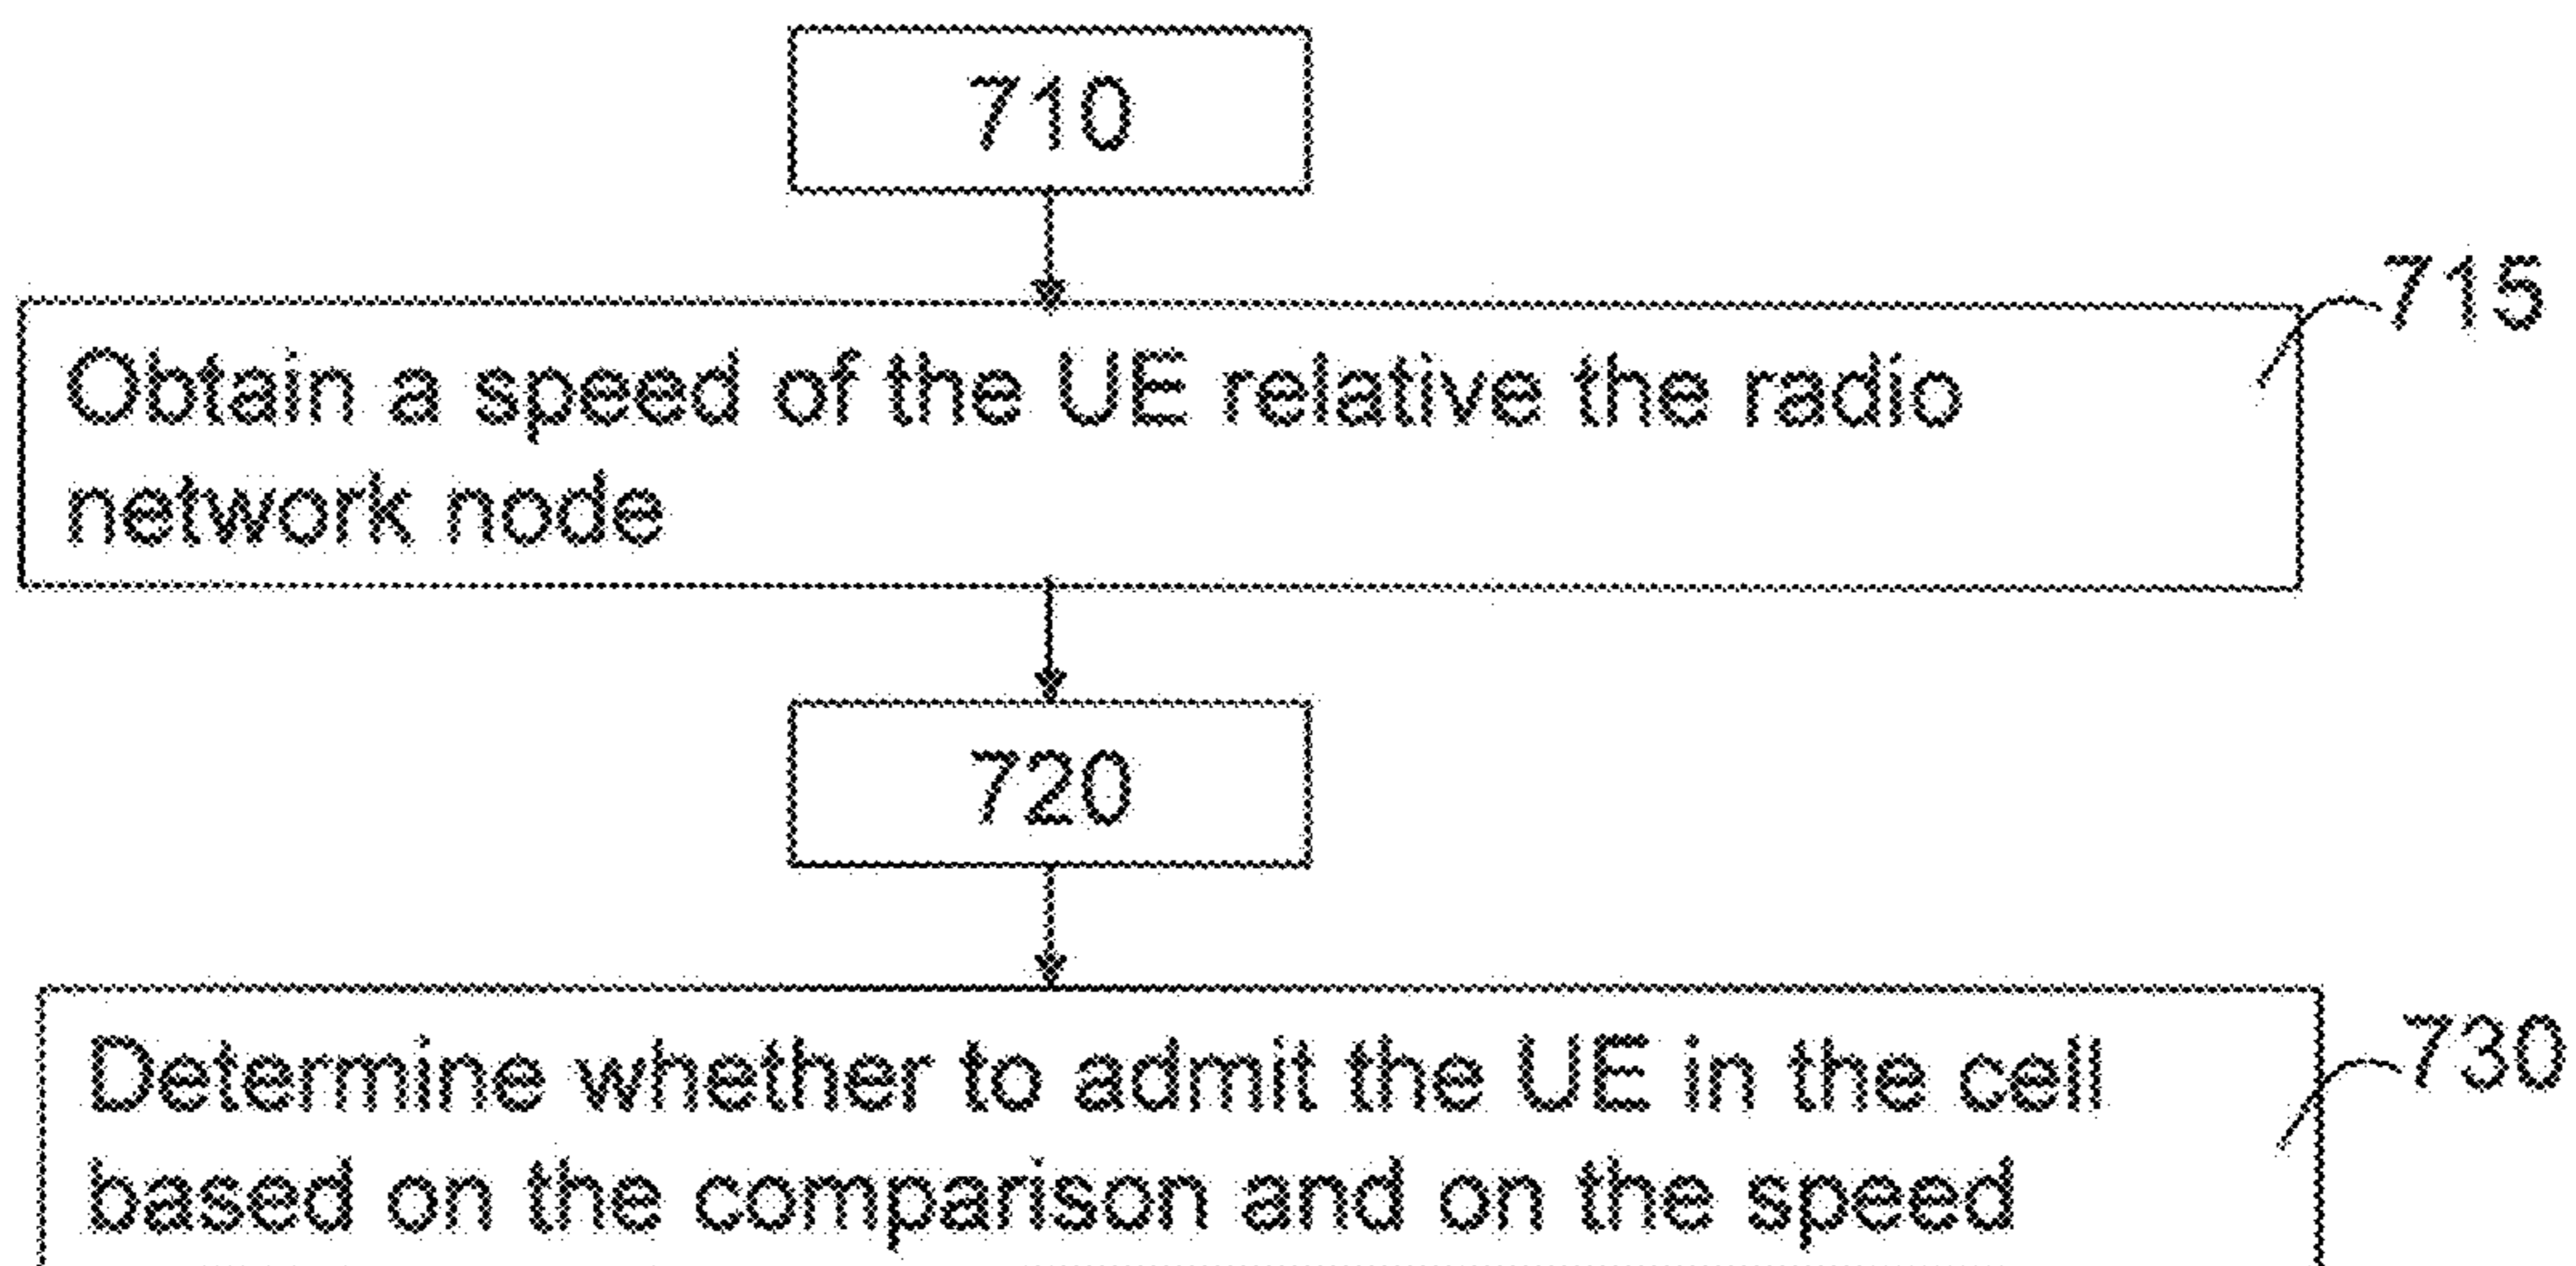 710
715
Obtain a speed of the UE relative the radio
network node
720
730
Determine whether to admit the UE in the cell
based on the comparison and on the speed